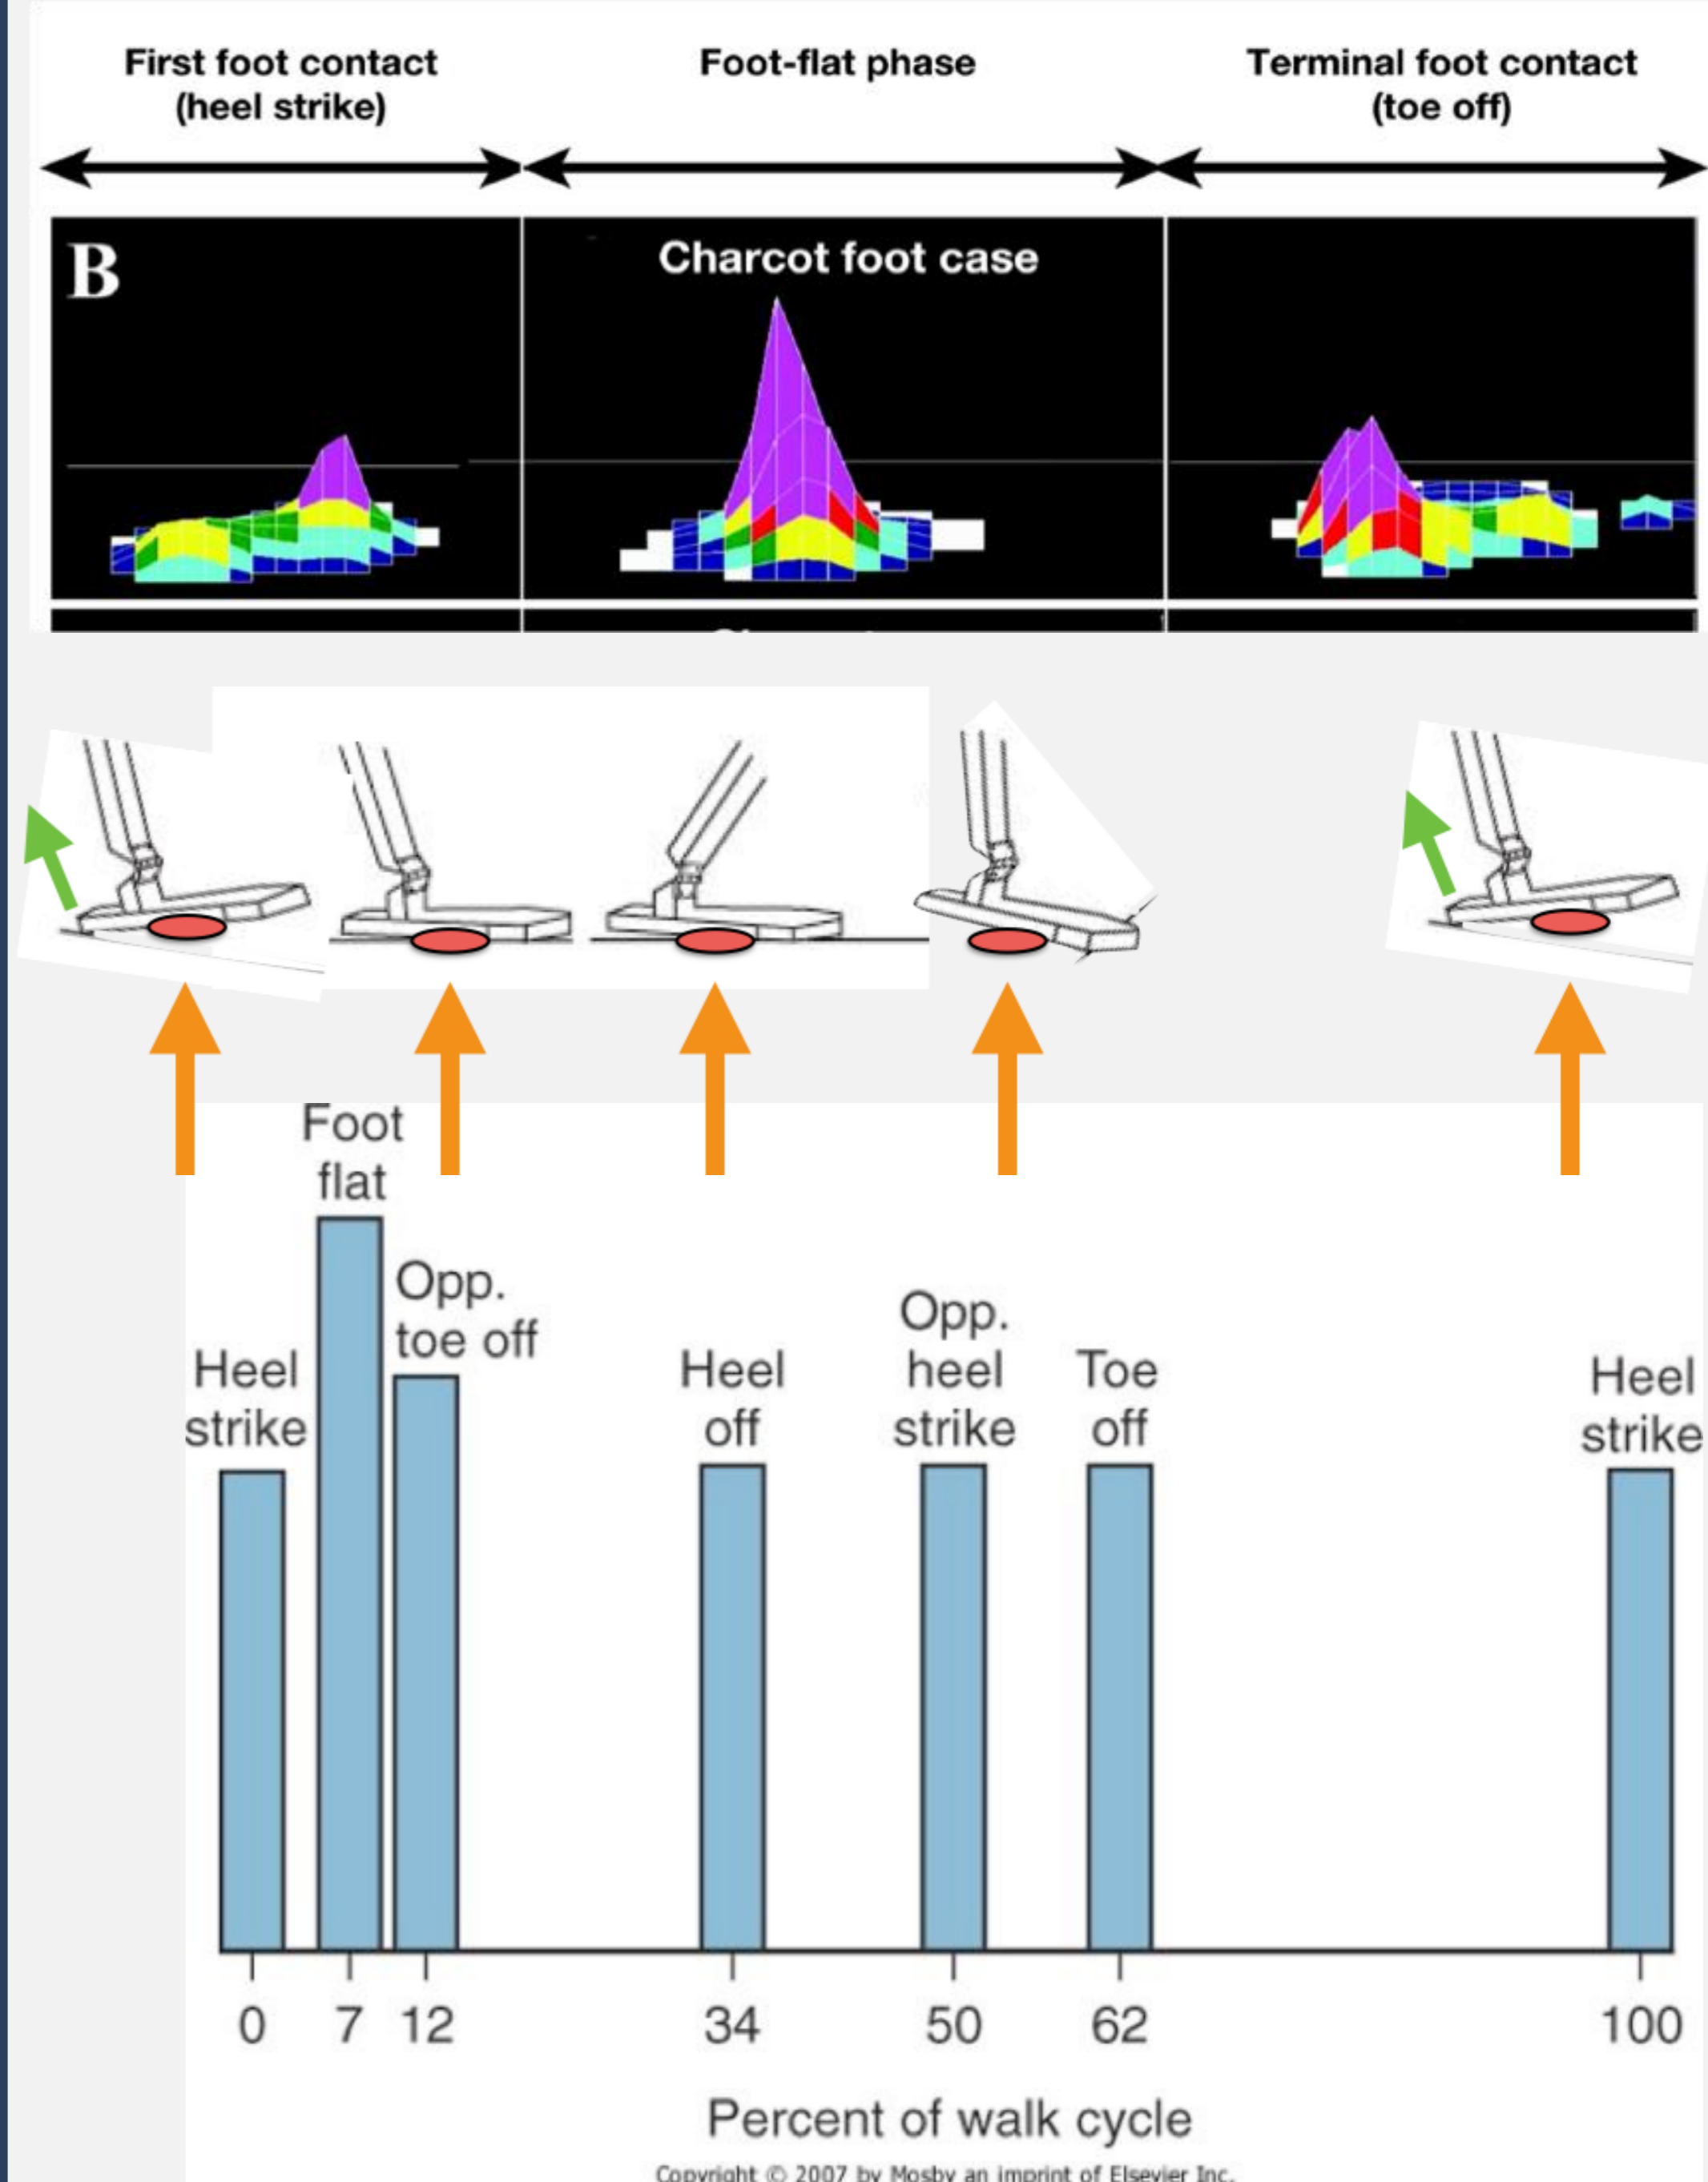 First foot contact
(heel strike)
Foot-flat phase
Terminal foot contact
(toe off)
B
Charcot foot case
Foot
flat
Opp.
toe off
Heel
strike
Heel
off
Opp.
heel
strike
Toe
off
Heel
strike
0 7 12 34 50 62 100
Percent of walk cycle
Copyright © 2007 by Mosby an imprint of Elsevier Inc.